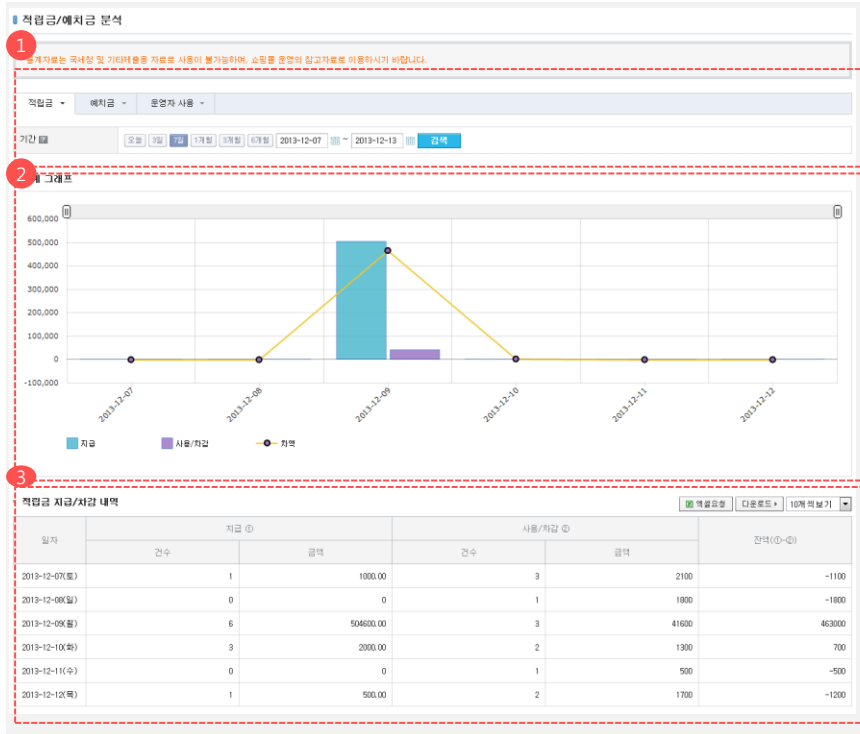 적립금/예치금 분석
1
통계자료는 국세청 및 기타제출용 자료로 사용이 불가능하며, 쇼핑몰 운영의 참고자료로 이용하시기 바랍니다.
적립금 예치금 운영자 사용
기간 ? 오늘 3일 7일 1개월 3개월 6개월 2013-12-07 ~ 2013-12-13 검색
2
그래프
600,000
500,000
400,000
300,000
200,000
100,000
0
-100,000
2013-12-07 2013-12-08 2013-12-09 2013-12-10 2013-12-11 2013-12-12
지급 사용/차감 차액
3
적립금 지급/차감 내역 엑셀요청 다운로드 10개씩보기
일자 지급 ① 사용/차감 ② 잔액(①-②)
건수 금액 건수 금액
2013-12-07(토) 1 1000.00 3 2100 -1100
2013-12-08(일) 0 0 1 1800 -1800
2013-12-09(월) 6 504600.00 3 41600 463000
2013-12-10(화) 3 2000.00 2 1300 700
2013-12-11(수) 0 0 1 500 -500
2013-12-12(목) 1 500.00 2 1700 -1200